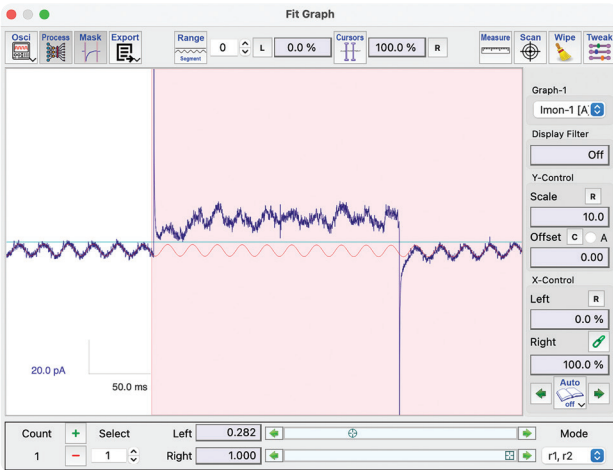 Fit Graph
Osci
Process
Mask
Export
Range
Segment
0
L
0.0 %
Cursors
100.0 %
R
Measure
Scan
Wipe
Tweak
Graph-1
Imon-1 [A]
Display Filter
Off
Y-Control
Scale
R
10.0
Offset
C
A
0.00
X-Control
Left
R
0.0 %
Right
100.0 %
Auto
off
20.0 pA
50.0 ms
Count
+
Select
Left
0.282
Mode
1
−
1
Right
1.000
r1, r2